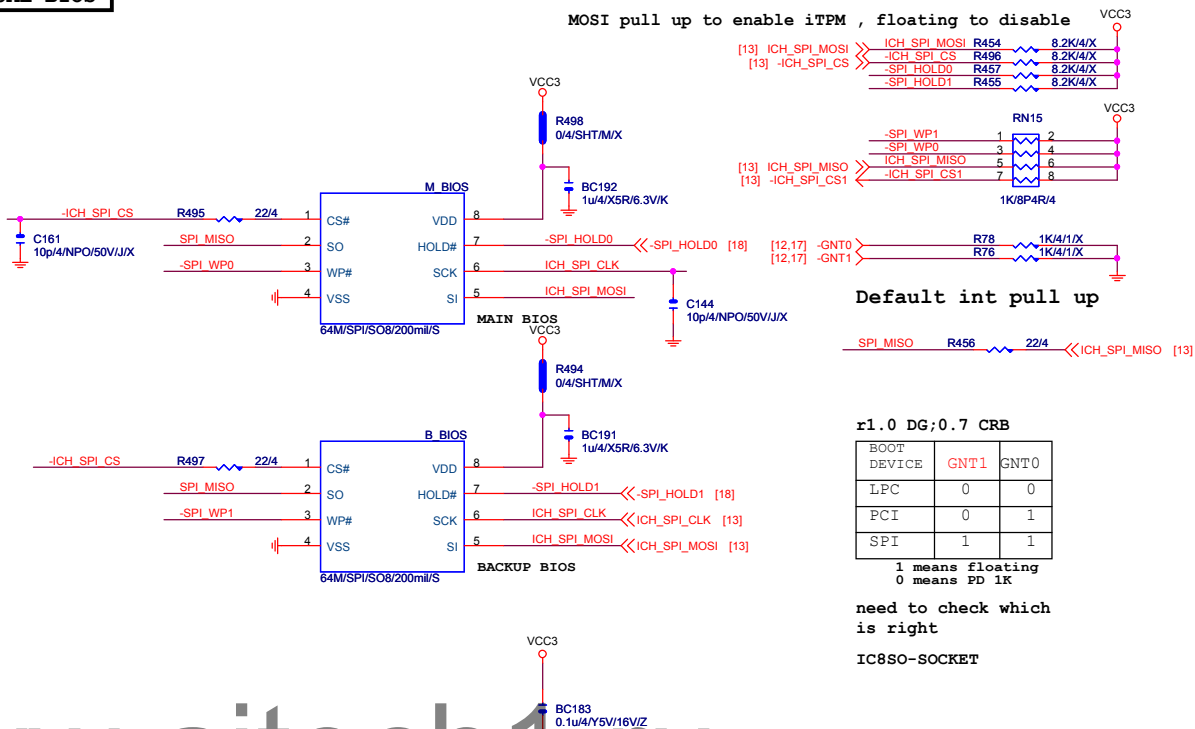 MOSI pull up to enable iTPM , floating to disable
VCC3
[13] ICH_SPI_MOSI
ICH_SPI_MOSI R454 8.2K/4/X
[13] -ICH_SPI_CS
-ICH_SPI_CS R496 8.2K/4/X
-SPI_HOLD0 R457 8.2K/4/X
-SPI_HOLD1 R455 8.2K/4/X
VCC3
RN15
-SPI_WP1 1 2
-SPI_WP0 3 4
[13] ICH_SPI_MISO
ICH_SPI_MISO 5 6
[13] -ICH_SPI_CS1
-ICH_SPI_CS1 7 8
1K/8P4R/4
[12,17] -GNT0 R78 1K/4/1/X
[12,17] -GNT1 R76 1K/4/1/X
Default int pull up
SPI_MISO R456 22/4 ICH_SPI_MISO [13]
VCC3
R498
0/4/SHT/M/X
BC192
1u/4/X5R/6.3V/K
M_BIOS
-ICH_SPI_CS R495 22/4 1 CS# VDD 8
C161
10p/4/NPO/50V/J/X
SPI_MISO 2 SO HOLD# 7 -SPI_HOLD0 -SPI_HOLD0 [18]
-SPI_WP0 3 WP# SCK 6 ICH_SPI_CLK
4 VSS SI 5 ICH_SPI_MOSI
C144
10p/4/NPO/50V/J/X
MAIN BIOS
64M/SPI/SO8/200mil/S
VCC3
R494
0/4/SHT/M/X
BC191
1u/4/X5R/6.3V/K
B_BIOS
-ICH_SPI_CS R497 22/4 1 CS# VDD 8
SPI_MISO 2 SO HOLD# 7 -SPI_HOLD1 -SPI_HOLD1 [18]
-SPI_WP1 3 WP# SCK 6 ICH_SPI_CLK ICH_SPI_CLK [13]
4 VSS SI 5 ICH_SPI_MOSI ICH_SPI_MOSI [13]
BACKUP BIOS
64M/SPI/SO8/200mil/S
r1.0 DG;0.7 CRB
BOOT DEVICE GNT1 GNT0
LPC 0 0
PCI 0 1
SPI 1 1
1 means floating
0 means PD 1K
need to check which
is right
IC8SO-SOCKET
VCC3
BC183
0.1u/4/Y5V/16V/Z